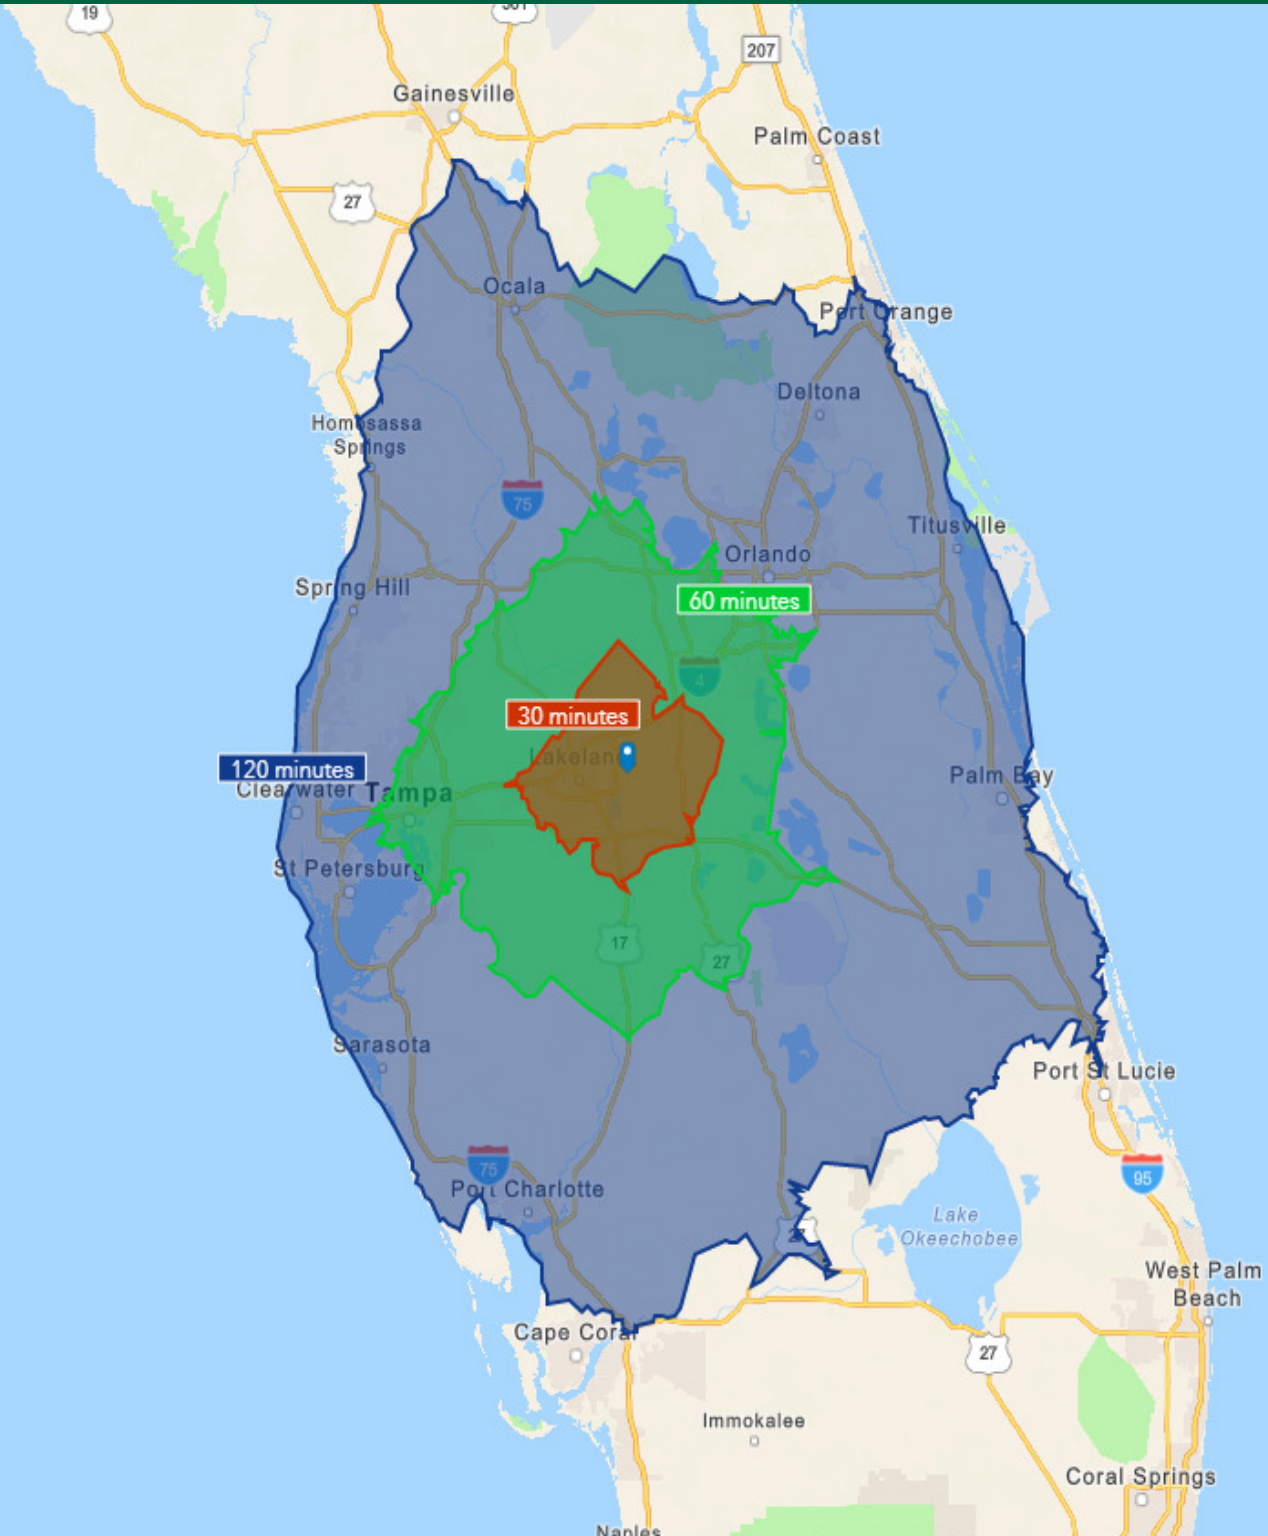 19
301
207
Gainesville
Palm Coast
27
Ocala
Port Orange
Deltona
Homosassa
Springs
75
Titusville
Orlando
Spring Hill
60 minutes
4
30 minutes
Lakeland
120 minutes
Palm Bay
Clearwater
Tampa
St Petersburg
17
27
Sarasota
Port St Lucie
75
95
Port Charlotte
Lake
Okeechobee
27
West Palm
Beach
Cape Coral
27
Immokalee
Coral Springs
Naples